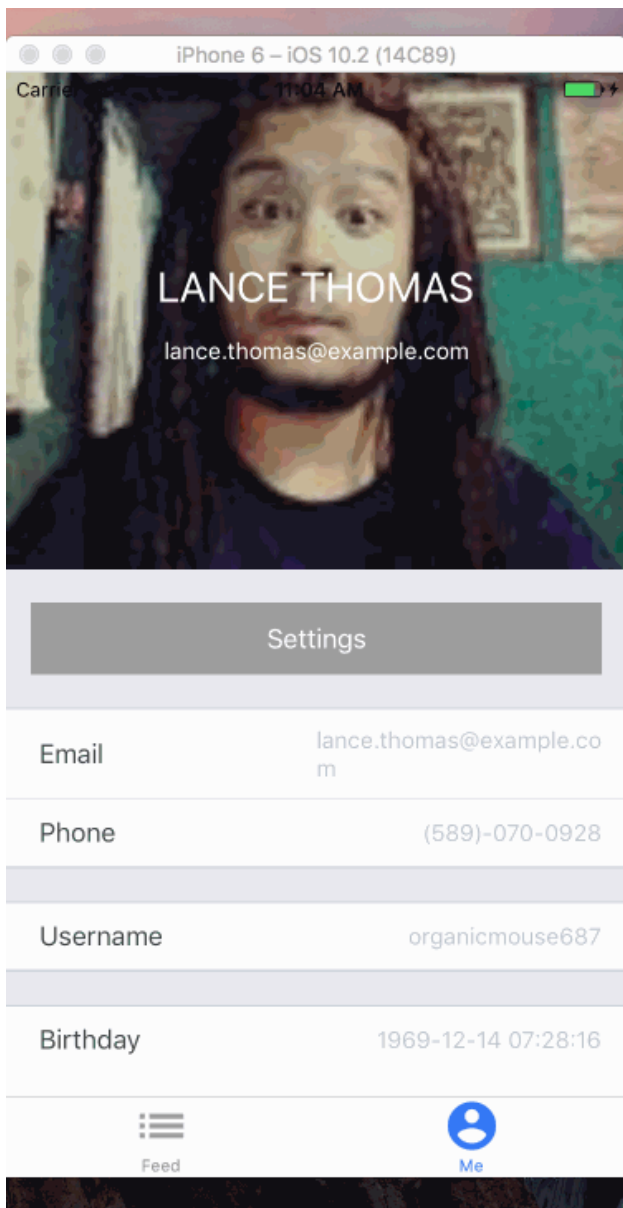 iPhone 6 – iOS 10.2 (14C89)
Carrier 11:04 AM
LANCE THOMAS
lance.thomas@example.com
Settings
Email lance.thomas@example.co
m
Phone (589)-070-0928
Username organicmouse687
Birthday 1969-12-14 07:28:16
Feed Me